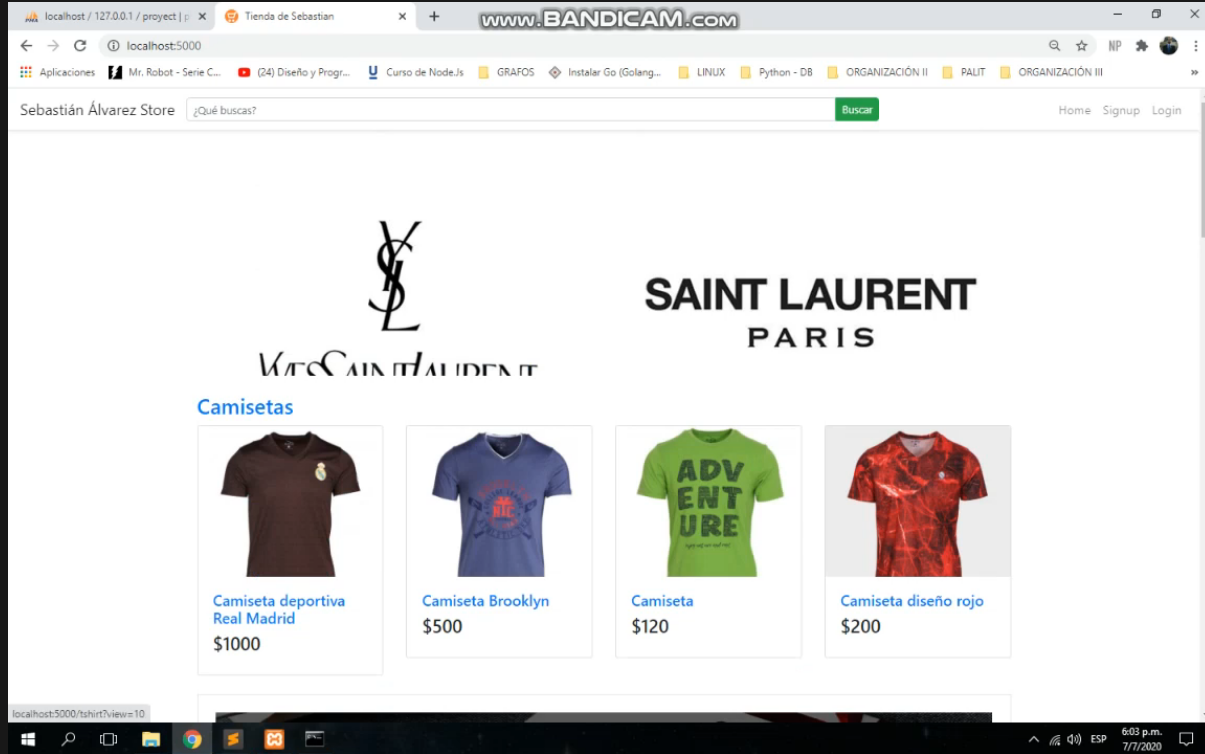 localhost / 127.0.0.1 / proyect | p
Tienda de Sebastian
www.BANDICAM.com
localhost:5000
NP
Aplicaciones
Mr. Robot - Serie C...
(24) Diseño y Progr...
Curso de NodeJs
GRAFOS
Instalar Go (Golang...
LINUX
Python - DB
ORGANIZACIÓN II
PALIT
ORGANIZACIÓN III
»
Sebastián Álvarez Store
¿Qué buscas?
Buscar
Home
Signup
Login
YSL
YVESSAINTLAURENT
SAINT LAURENT
PARIS
Camisetas
ADV
ENT
URE
Camiseta deportiva
Real Madrid
$1000
Camiseta Brooklyn
$500
Camiseta
$120
Camiseta diseño rojo
$200
localhost:5000/tshirt?view=10
ESP
6:03 p.m.
7/7/2020